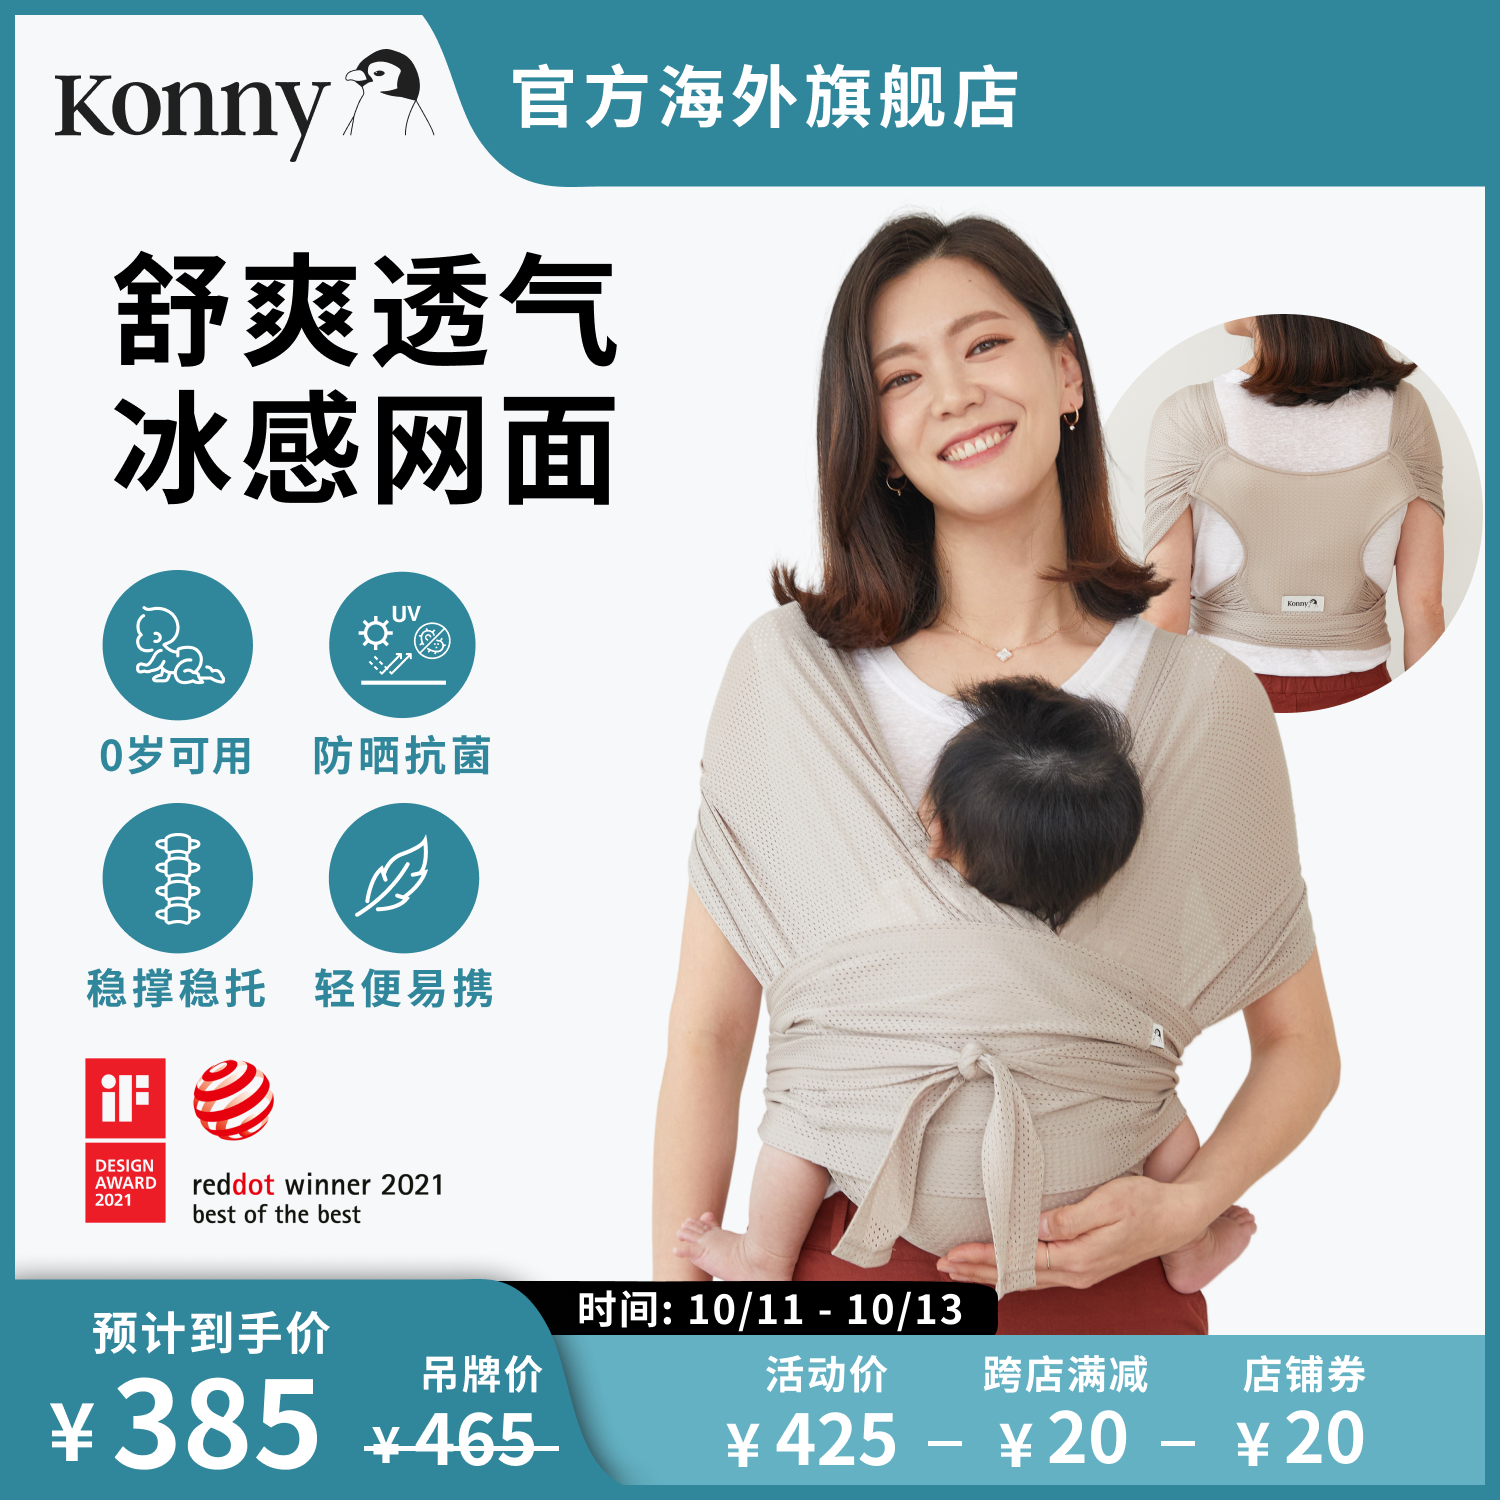 Konny
官方海外旗舰店
舒爽透气
冰感网面
UV
0岁可用
防晒抗菌
稳撑稳托
轻便易携
Konny
iF
DESIGN
AWARD
2021
reddot winner 2021
best of the best
时间: 10/11 - 10/13
预计到手价
¥385
吊牌价
¥465
活动价
跨店满减
店铺券
¥425 – ¥20 – ¥20